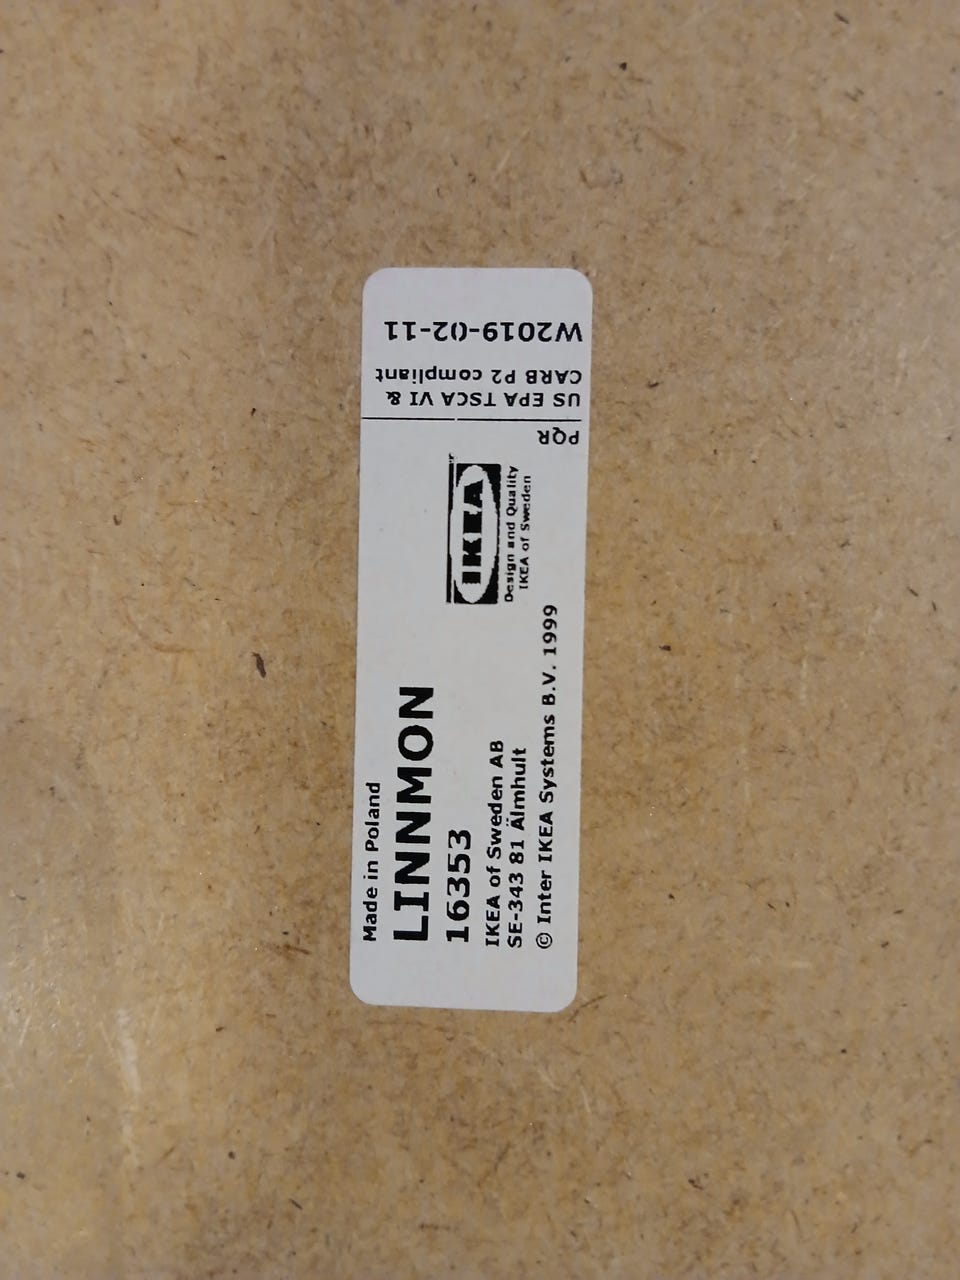 Made in Poland
LINNMON
16353
IKEA of Sweden AB
SE-343 81 Älmhult
© Inter IKEA Systems B.V. 1999
IKEA
Design and Quality
IKEA of Sweden
PQR
US EPA TSCA VI &
CARB P2 compliant
W2019-02-11